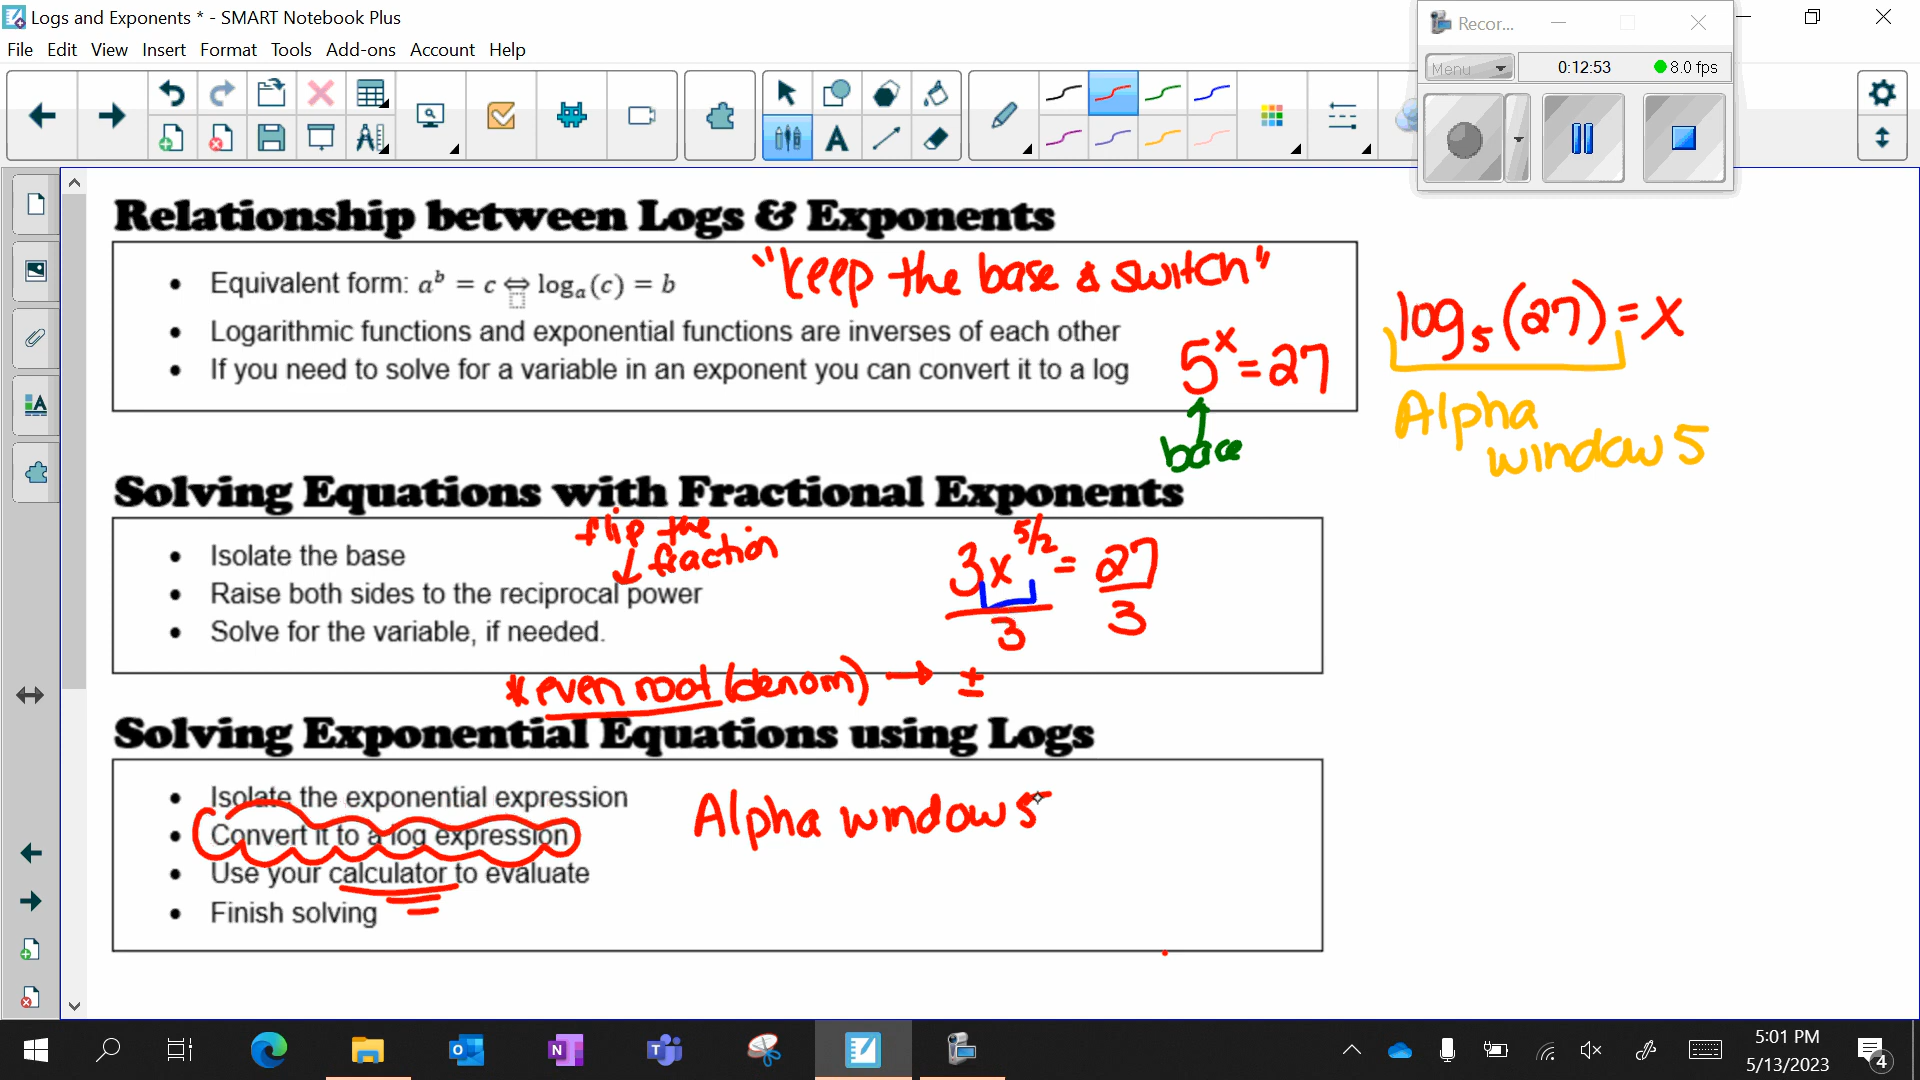 Logs and Exponents * - SMART Notebook Plus
File Edit View Insert Format Tools Add-ons Account Help
Recor...
Menu
0:12:53
8.0 fps
Relationship between Logs & Exponents
• Equivalent form: a^b = c ⇔ log_a(c) = b
"keep the base & switch"
• Logarithmic functions and exponential functions are inverses of each other
• If you need to solve for a variable in an exponent you can convert it to a log
5^x = 27
base
log_5(27) = x
Alpha
window 5
Solving Equations with Fractional Exponents
flip the
fraction
• Isolate the base
• Raise both sides to the reciprocal power
• Solve for the variable, if needed.
3x^5/2 = 27
3 3
* even root (denom) → ±
Solving Exponential Equations using Logs
• Isolate the exponential expression
• Convert it to a log expression
• Use your calculator to evaluate
• Finish solving
Alpha window 5
5:01 PM
5/13/2023
4